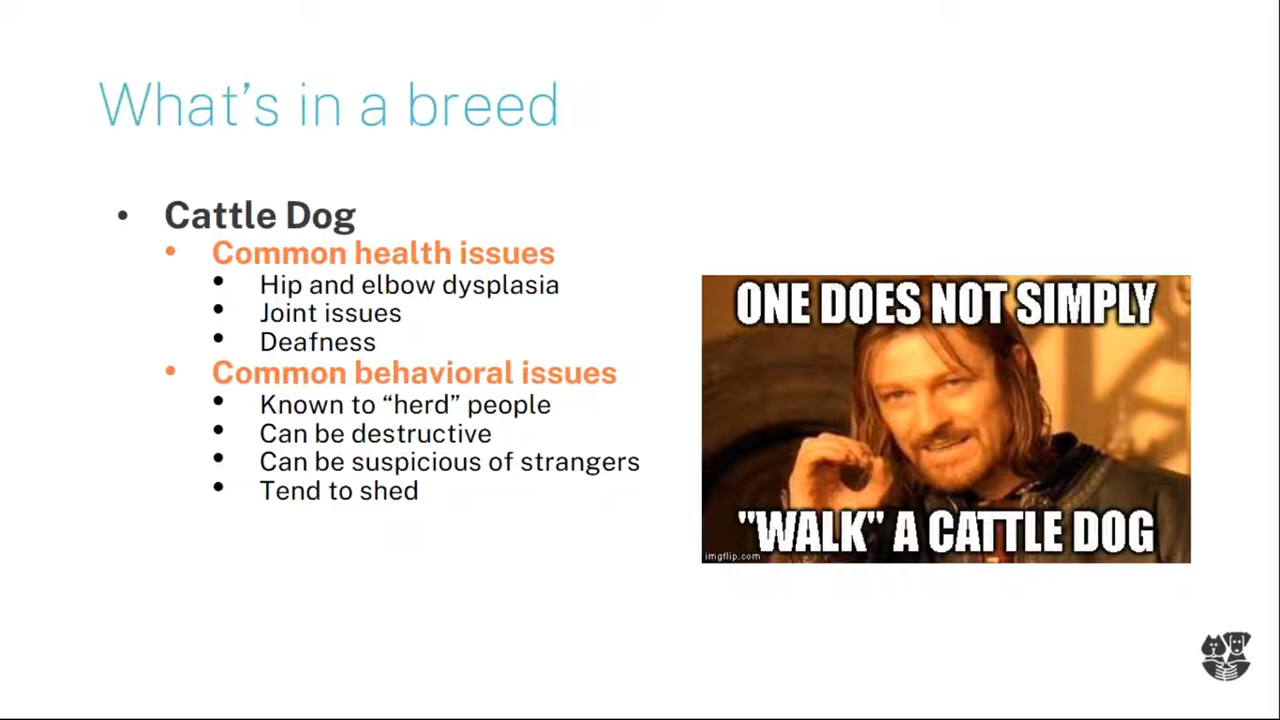 What's in a breed
• Cattle Dog
• Common health issues
• Hip and elbow dysplasia
• Joint issues
• Deafness
• Common behavioral issues
• Known to “herd” people
• Can be destructive
• Can be suspicious of strangers
• Tend to shed
ONE DOES NOT SIMPLY
"WALK" A CATTLE DOG
imgflip.com